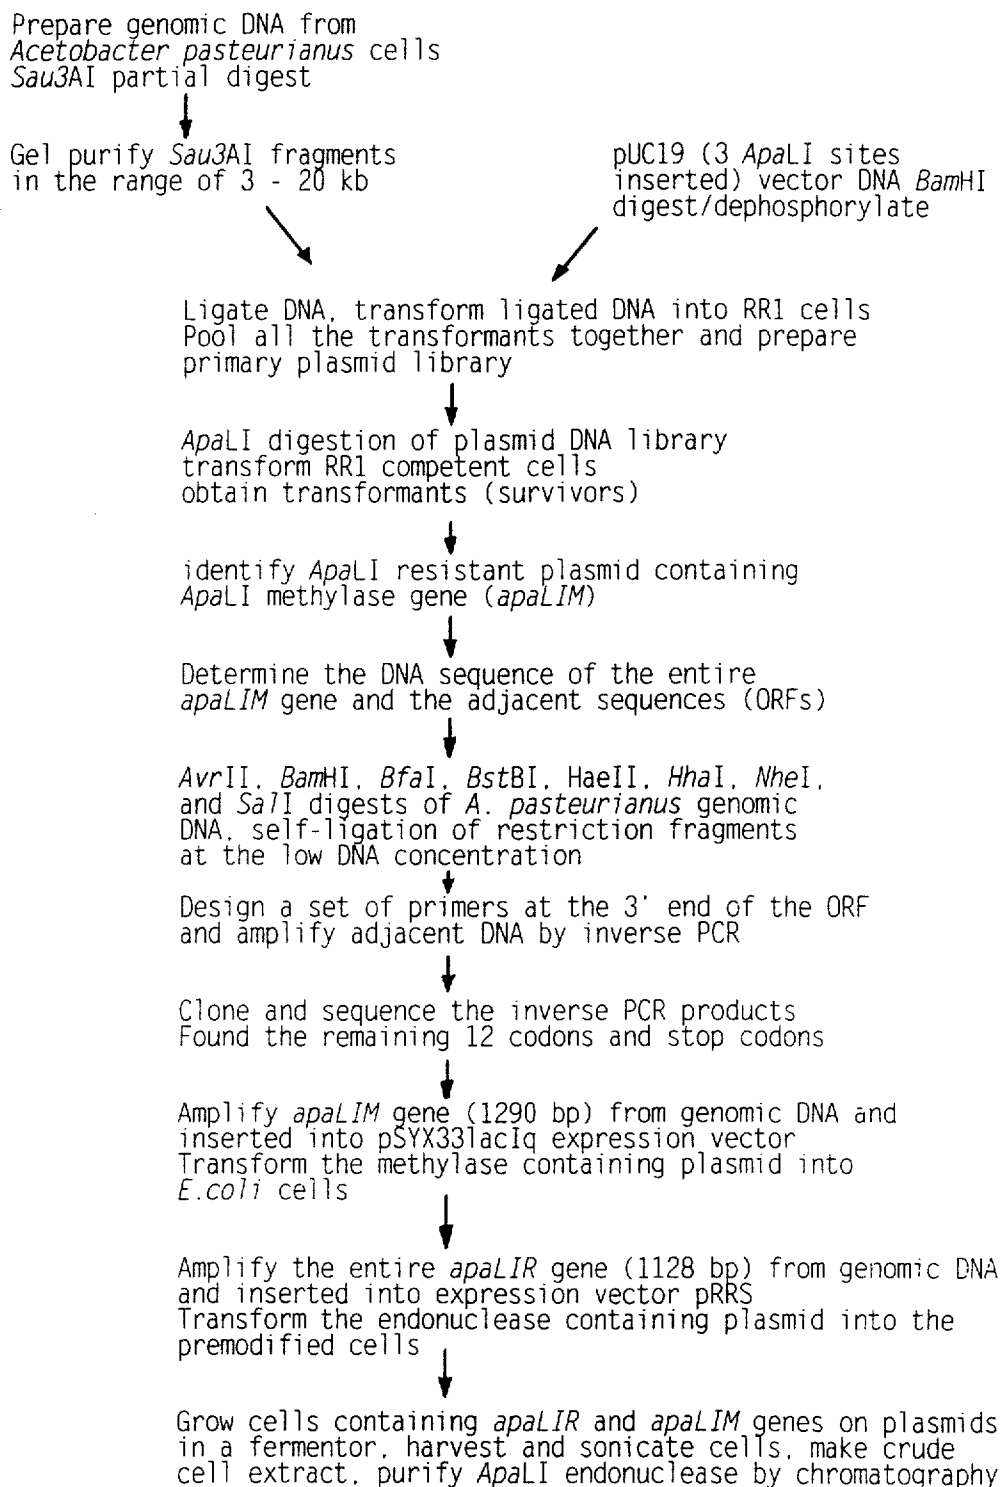 Prepare genomic DNA from
Acetobacter pasteurianus cells
Sau3AI partial digest
Gel purify Sau3AI fragments
in the range of 3 - 20 kb
pUC19 (3 ApaLI sites
inserted) vector DNA BamHI
digest/dephosphorylate
Ligate DNA, transform ligated DNA into RR1 cells
Pool all the transformants together and prepare
primary plasmid library
ApaLI digestion of plasmid DNA library
transform RR1 competent cells
obtain transformants (survivors)
identify ApaLI resistant plasmid containing
ApaLI methylase gene (apaLIM)
Determine the DNA sequence of the entire
apaLIM gene and the adjacent sequences (ORFs)
AvrII, BamHI, BfaI, BstBI, HaeII, HhaI, NheI,
and SalI digests of A. pasteurianus genomic
DNA, self-ligation of restriction fragments
at the low DNA concentration
Design a set of primers at the 3' end of the ORF
and amplify adjacent DNA by inverse PCR
Clone and sequence the inverse PCR products
Found the remaining 12 codons and stop codons
Amplify apaLIM gene (1290 bp) from genomic DNA and
inserted into pSYX33lacIq expression vector
Transform the methylase containing plasmid into
E.coli cells
Amplify the entire apaLIR gene (1128 bp) from genomic DNA
and inserted into expression vector pRRS
Transform the endonuclease containing plasmid into the
premodified cells
Grow cells containing apaLIR and apaLIM genes on plasmids
in a fermentor, harvest and sonicate cells, make crude
cell extract, purify ApaLI endonuclease by chromatography